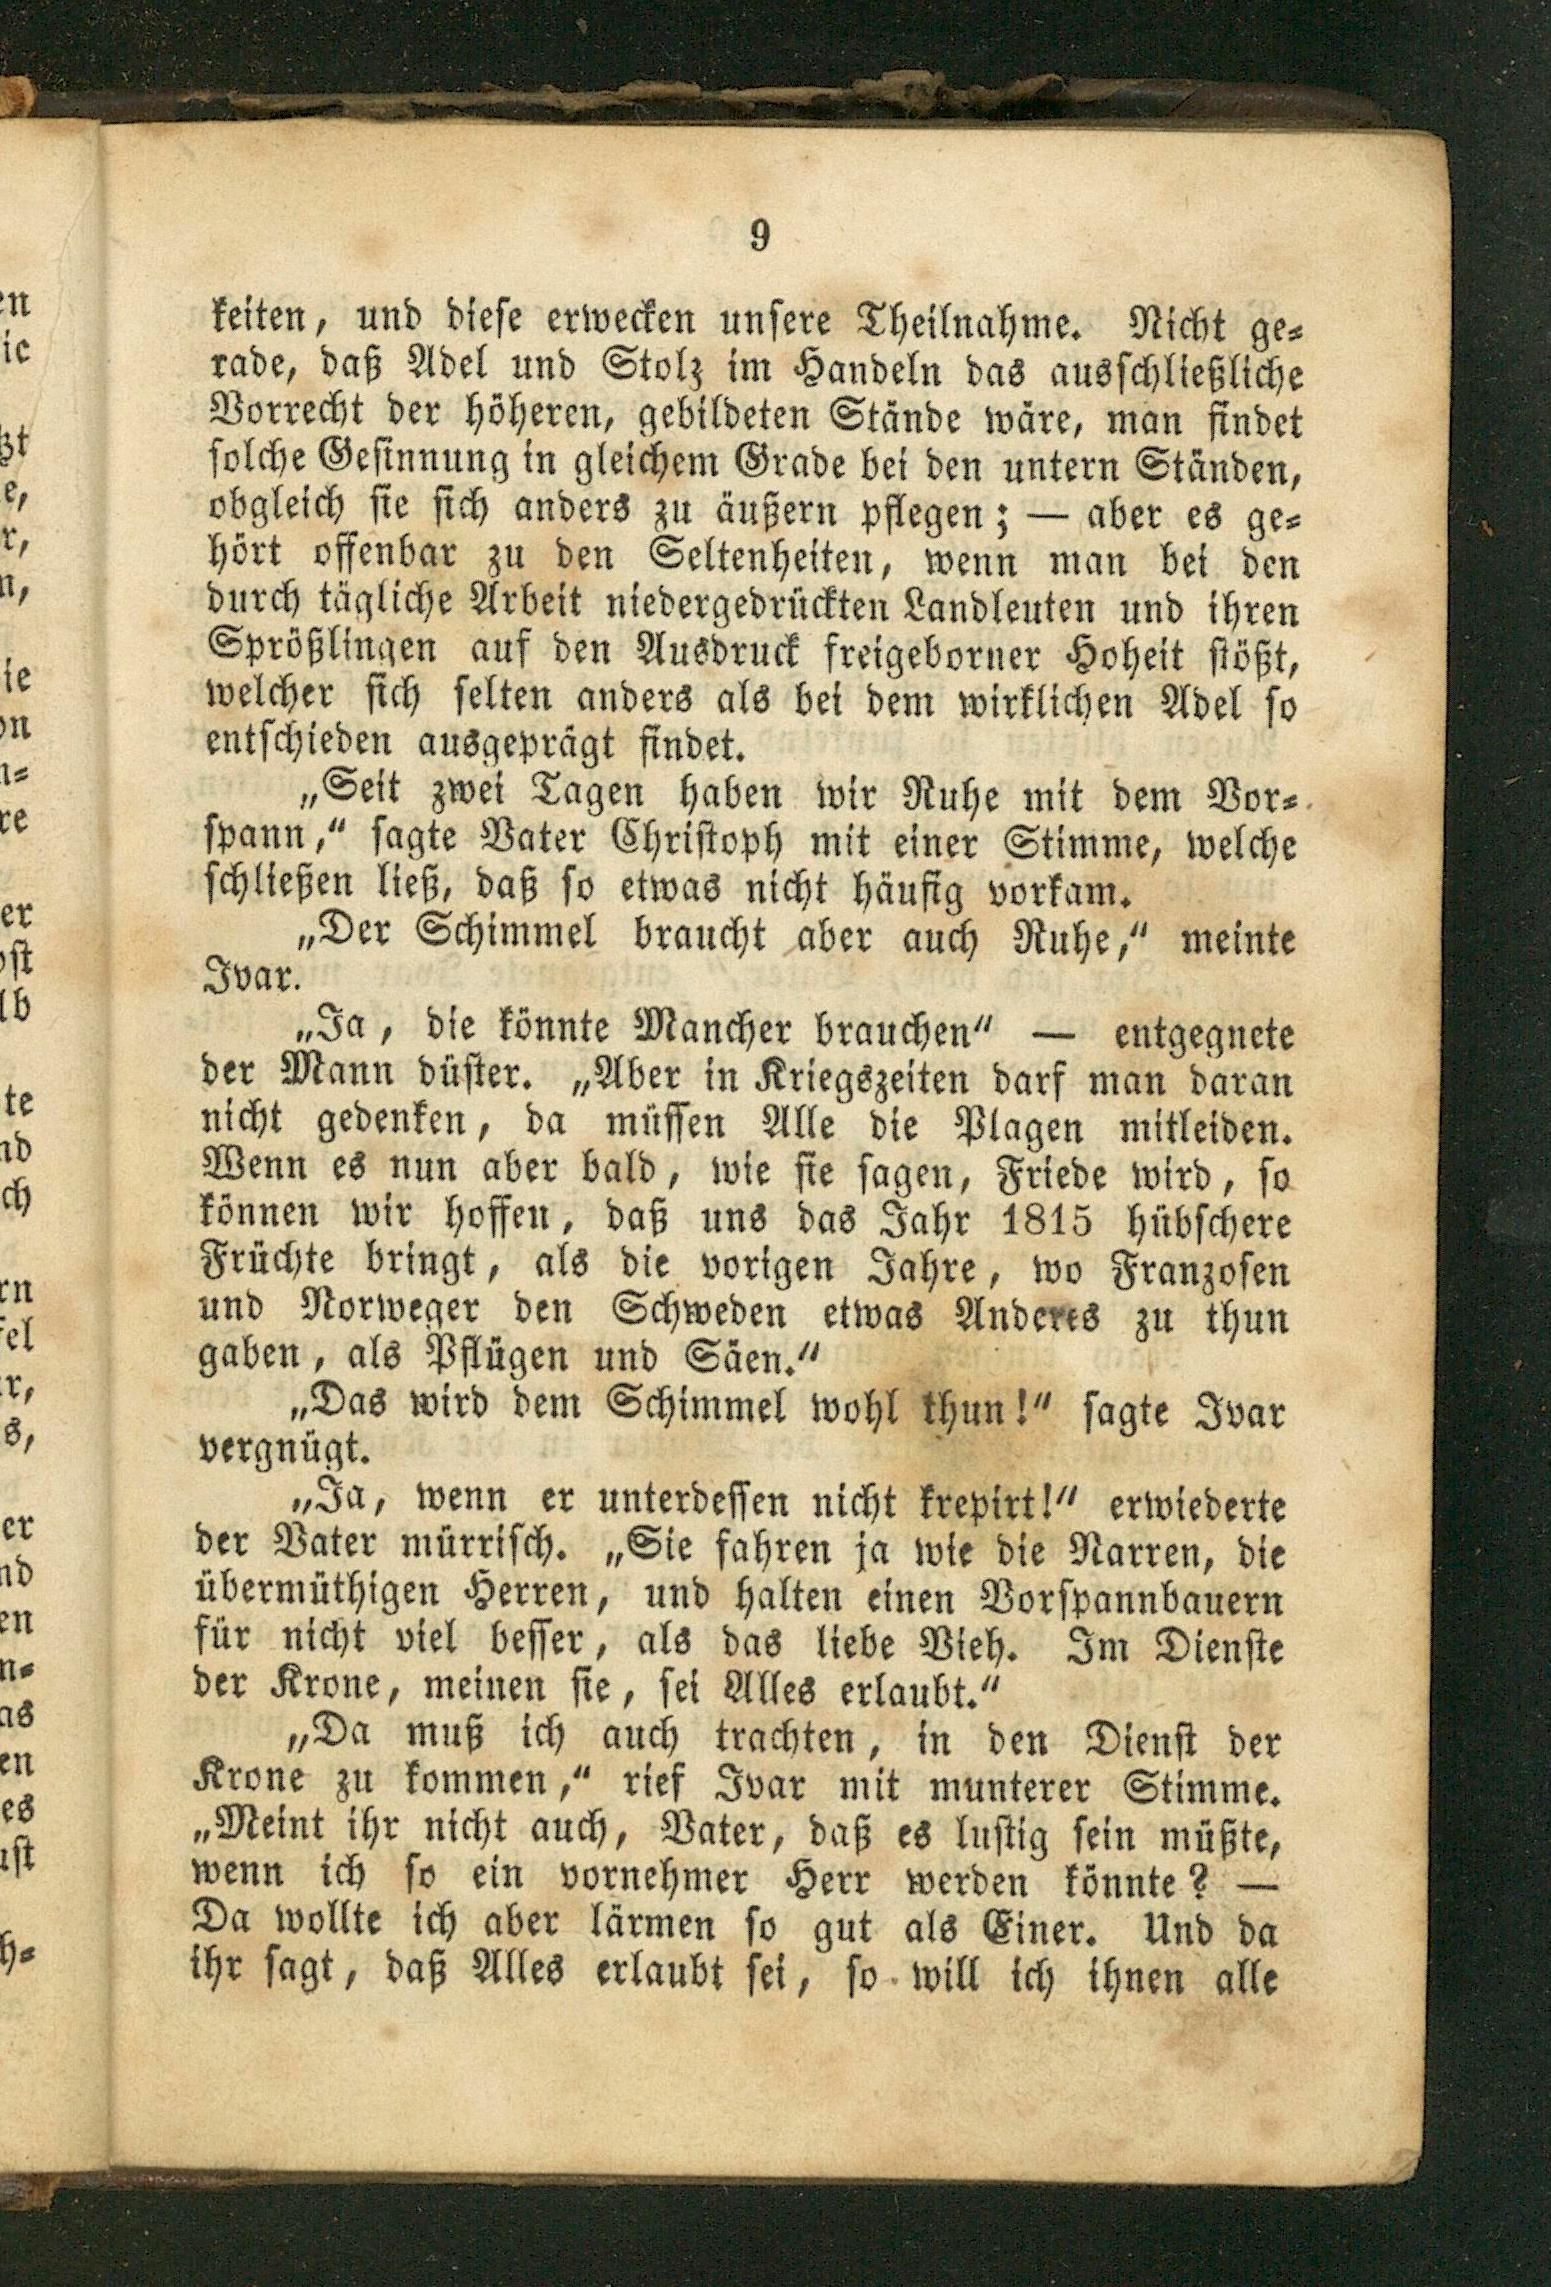 9
keiten, und diese erwecken unsere Theilnahme. Nicht ge-
rade, daß Adel und Stolz im Handeln das ausschließliche
Vorrecht der höheren, gebildeten Stände wäre, man findet
solche Gesinnung in gleichem Grade bei den untern Ständen,
obgleich sie sich anders zu äußern pflegen; — aber es ge-
hört offenbar zu den Seltenheiten, wenn man bei den
durch tägliche Arbeit niedergedrückten Landleuten und ihren
Sprößlingen auf den Ausdruck freigeborner Hoheit stößt,
welcher sich selten anders als bei dem wirklichen Adel so
entschieden ausgeprägt findet.
„Seit zwei Tagen haben wir Ruhe mit dem Vor-
spann,“ sagte Vater Christoph mit einer Stimme, welche
schließen ließ, daß so etwas nicht häufig vorkam.
„Der Schimmel braucht aber auch Ruhe,“ meinte
Ivar.
„Ja, die könnte Mancher brauchen“ — entgegnete
der Mann düster. „Aber in Kriegszeiten darf man daran
nicht gedenken, da müssen Alle die Plagen mitleiden.
Wenn es nun aber bald, wie sie sagen, Friede wird, so
können wir hoffen, daß uns das Jahr 1815 hübschere
Früchte bringt, als die vorigen Jahre, wo Franzosen
und Norweger den Schweden etwas Anderes zu thun
gaben, als Pflügen und Säen.“
„Das wird dem Schimmel wohl thun!“ sagte Ivar
vergnügt.
„Ja, wenn er unterdessen nicht krepirt!“ erwiederte
der Vater mürrisch. „Sie fahren ja wie die Narren, die
übermüthigen Herren, und halten einen Vorspannbauern
für nicht viel besser, als das liebe Vieh. Im Dienste
der Krone, meinen sie, sei Alles erlaubt.“
„Da muß ich auch trachten, in den Dienst der
Krone zu kommen,“ rief Ivar mit munterer Stimme.
„Meint ihr nicht auch, Vater, daß es lustig sein müßte,
wenn ich so ein vornehmer Herr werden könnte? —
Da wollte ich aber lärmen so gut als Einer. Und da
ihr sagt, daß Alles erlaubt sei, so will ich ihnen alle